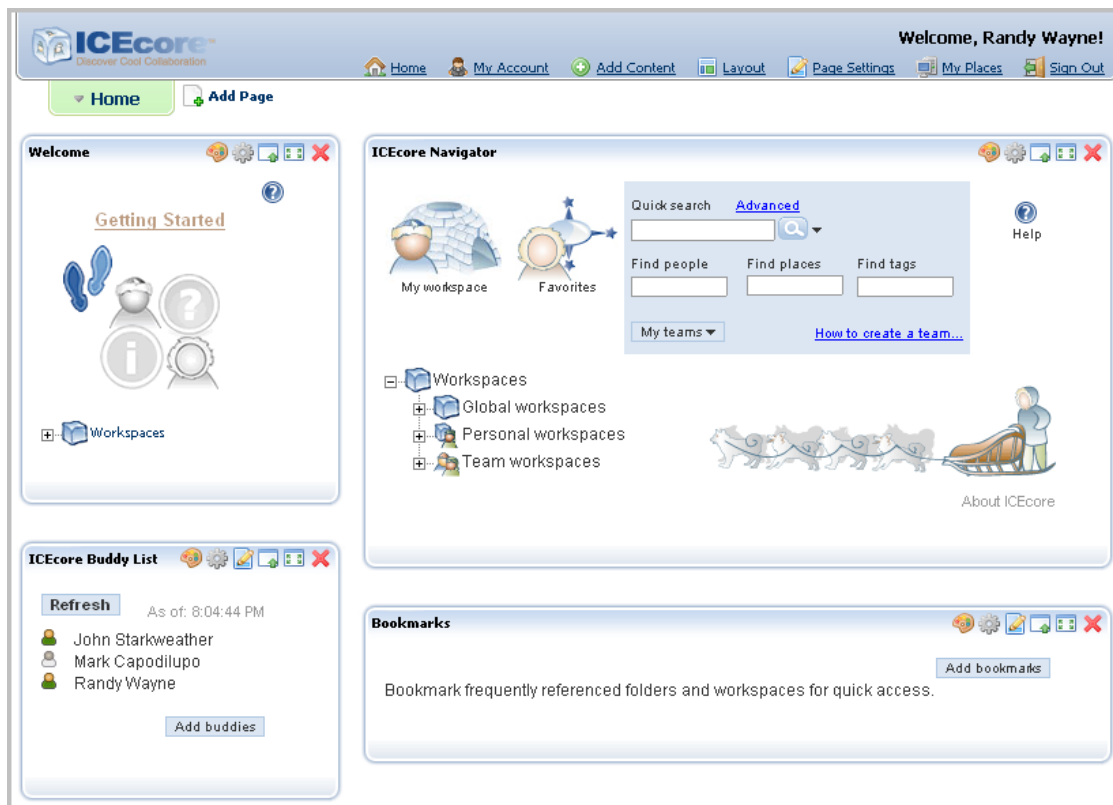 ICEcore
Discover Cool Collaboration
Welcome, Randy Wayne!
Home My Account Add Content Layout Page Settings My Places Sign Out
Home Add Page
Welcome
Getting Started
Workspaces
ICEcore Navigator
My workspace Favorites
Quick search Advanced
Find people Find places Find tags
My teams How to create a team...
Help
Workspaces
Global workspaces
Personal workspaces
Team workspaces
About ICEcore
ICEcore Buddy List
Refresh As of: 8:04:44 PM
John Starkweather
Mark Capodilupo
Randy Wayne
Add buddies
Bookmarks
Add bookmarks
Bookmark frequently referenced folders and workspaces for quick access.